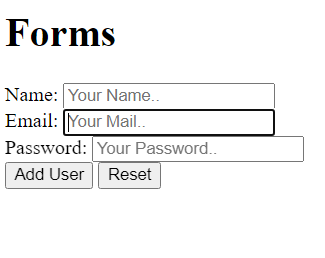 Forms
Name: Your Name..
Email: Your Mail..
Password: Your Password..
Add User Reset